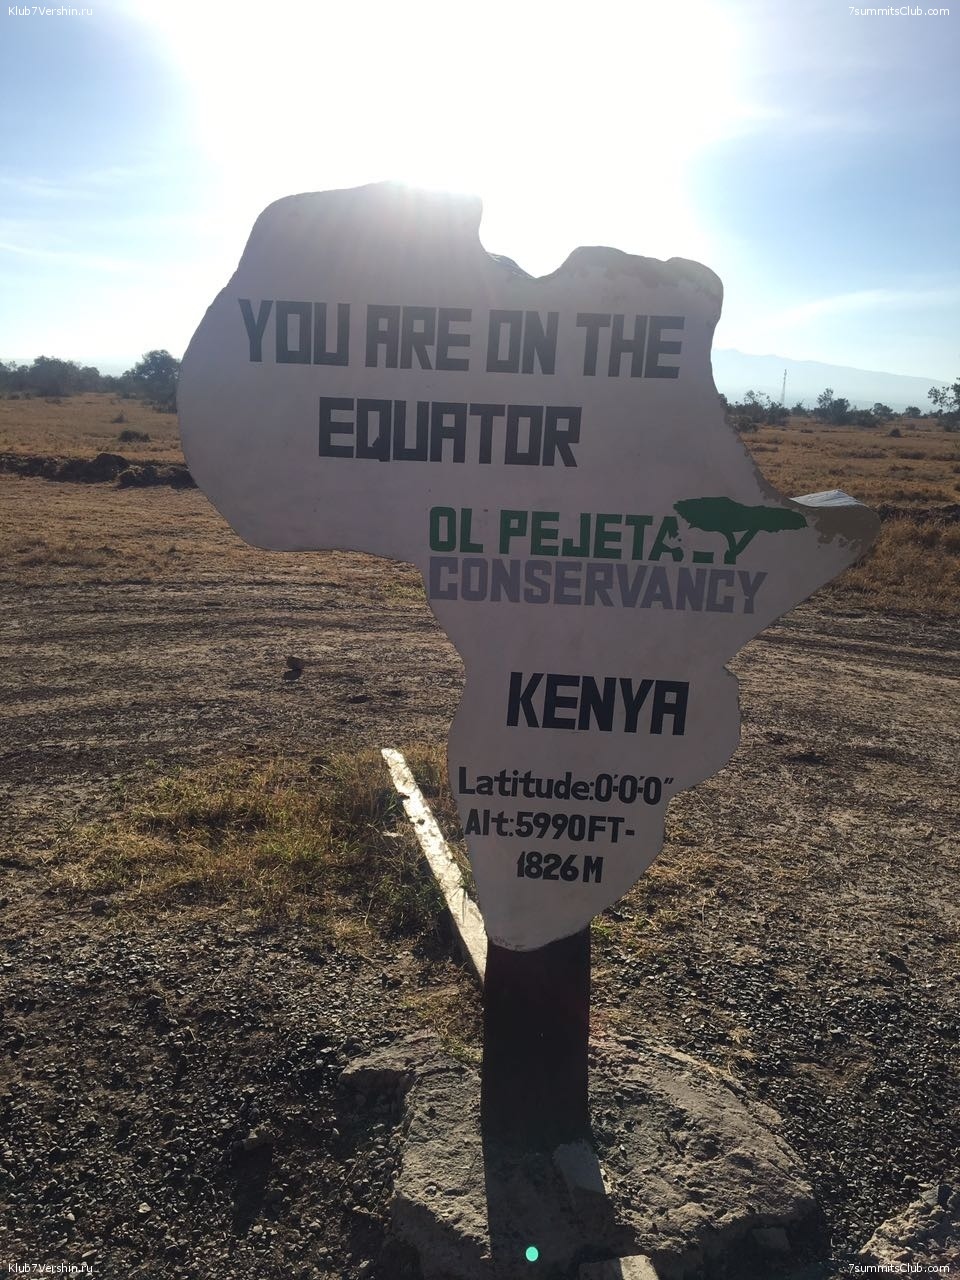 Klub7Vershin.ru 7summitsClub.com
YOU ARE ON THE
EQUATOR
OL PEJETA
CONSERVANCY
KENYA
Latitude:0-0-0"
Alt:5990FT-
1826M
Klub7Vershin.ru 7summitsClub.com